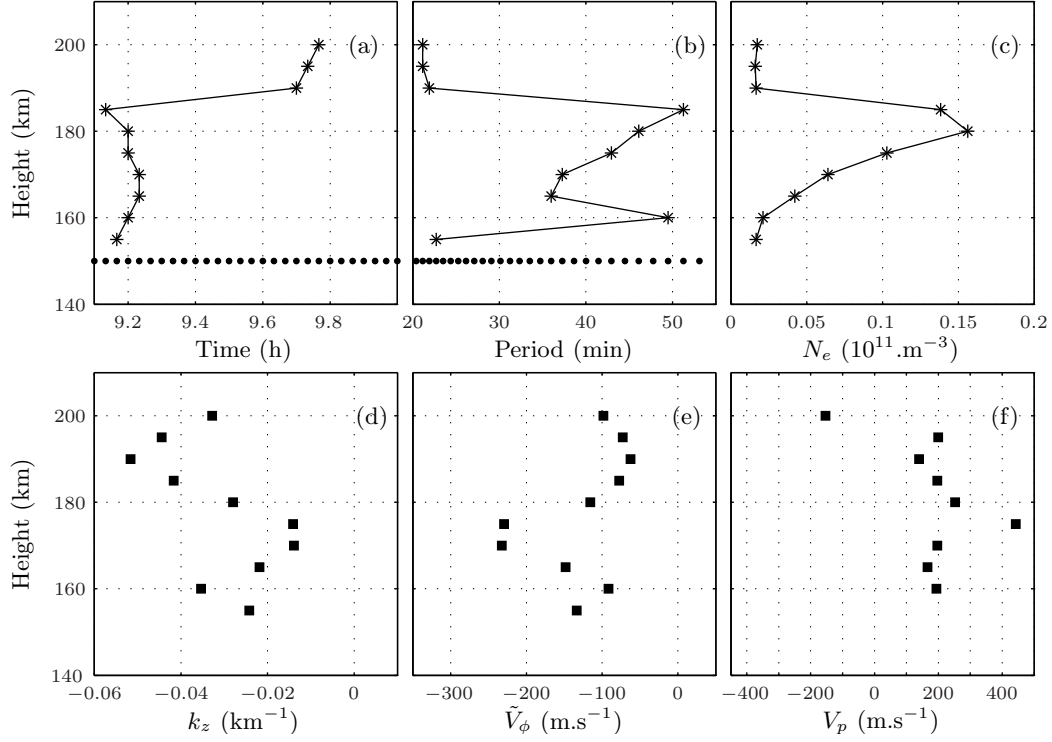 (a)
(b)
(c)
200
180
160
140
Height (km)
9.2 9.4 9.6 9.8
Time (h)
20 30 40 50
Period (min)
0 0.05 0.1 0.15 0.2
Nₑ (10¹¹.m⁻³)
(d)
(e)
(f)
200
180
160
140
Height (km)
−0.06 −0.04 −0.02 0
k_z (km⁻¹)
−300 −200 −100 0
Ṽ_ϕ (m.s⁻¹)
−400 −200 0 200 400
V_p (m.s⁻¹)